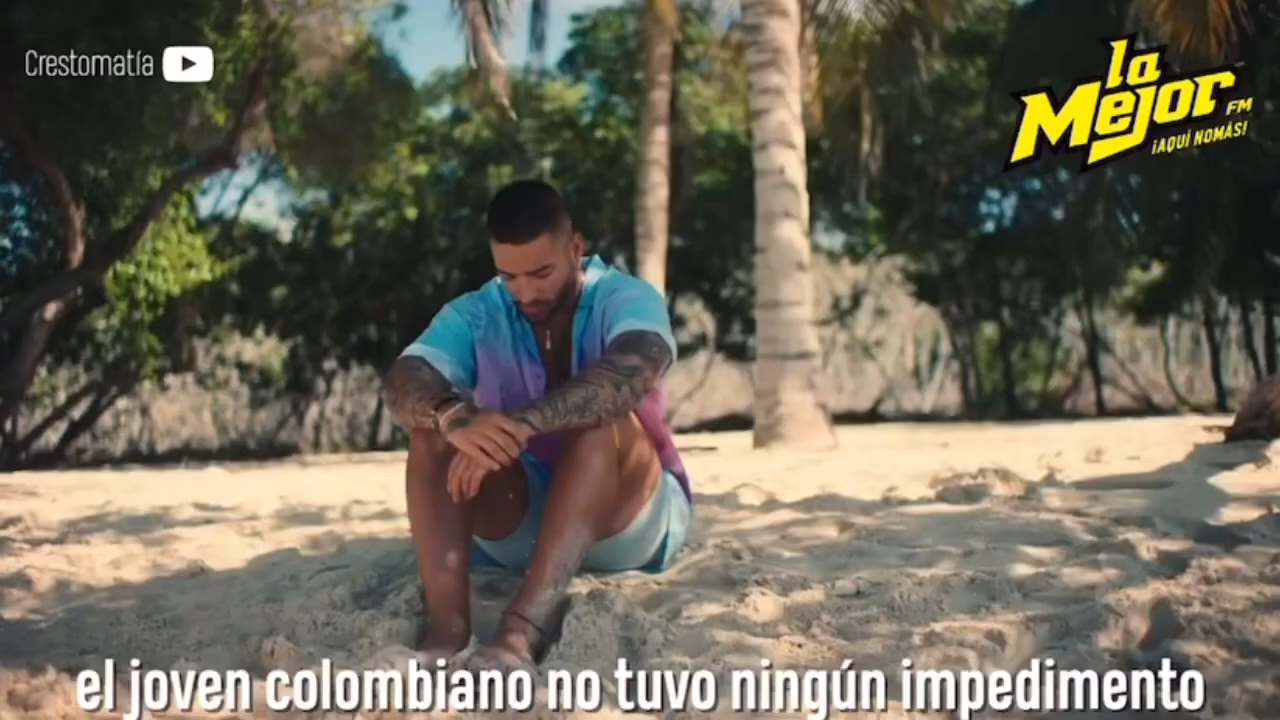 Crestomatía
la
Mejor FM
¡AQUÍ NOMÁS!
el joven colombiano no tuvo ningún impedimento